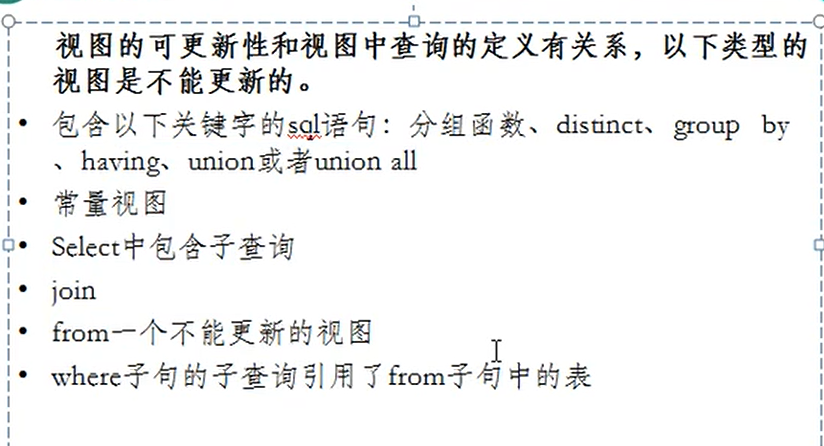 视图的可更新性和视图中查询的定义有关系，以下类型的
视图是不能更新的。
• 包含以下关键字的sql语句：分组函数、distinct、group by
、having、union或者union all
• 常量视图
• Select中包含子查询
• join
• from一个不能更新的视图
• where子句的子查询引用了from子句中的表